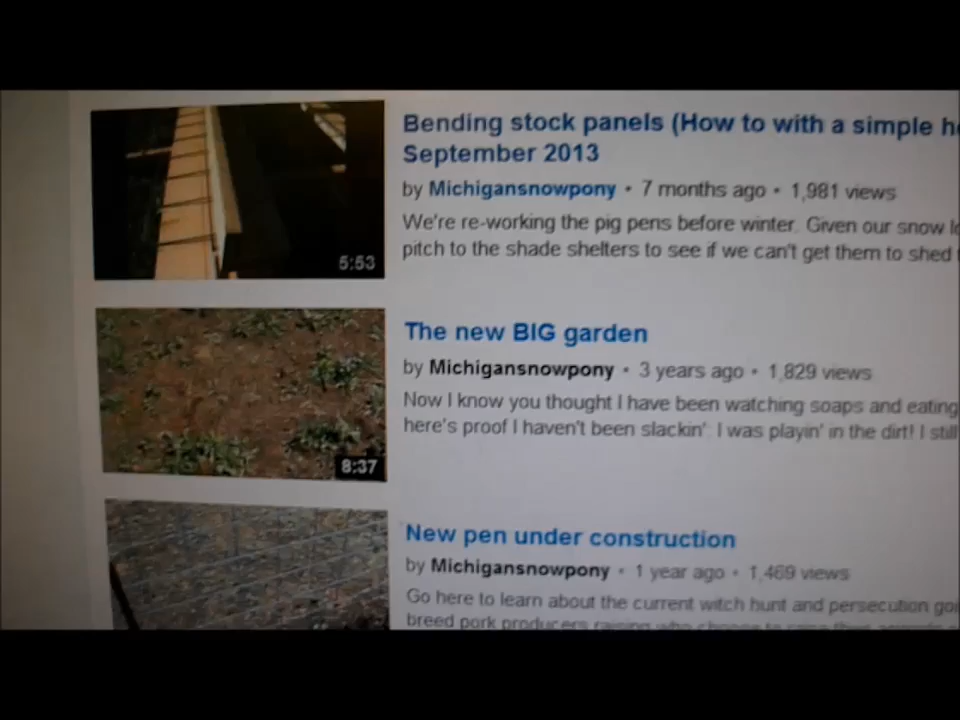 Bending stock panels (How to with a simple
September 2013
by Michigansnowpony • 7 months ago • 1,981 views
We're re-working the pig pens before winter. Given our snow
pitch to the shade shelters to see if we can't get them to shed
5:53
The new BIG garden
by Michigansnowpony • 3 years ago • 1,829 views
Now I know you thought I have been watching soaps and eating
here's proof I haven't been slackin'. I was playin' in the dirt! I still
8:37
New pen under construction
by Michigansnowpony • 1 year ago • 1,469 views
Go here to learn about the current witch hunt and persecution
breed pork producers raising who choose to